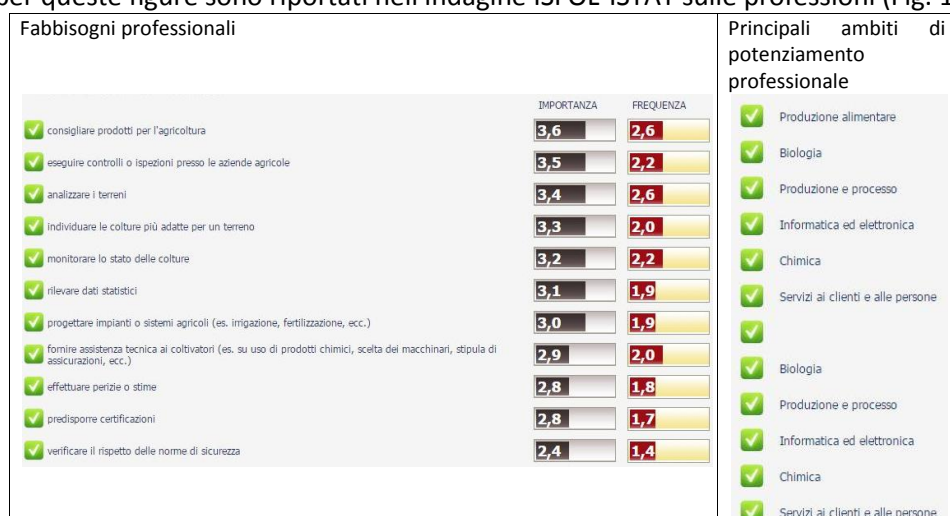 per queste figure sono riportati nell'indagine ISFOL-ISTAT sulle professioni (Fig. 1
Fabbisogni professionali
Principali ambiti di
potenziamento
professionale
IMPORTANZA FREQUENZA
consigliare prodotti per l'agricoltura 3,6 2,6
eseguire controlli o ispezioni presso le aziende agricole 3,5 2,2
analizzare i terreni 3,4 2,6
individuare le colture più adatte per un terreno 3,3 2,0
monitorare lo stato delle colture 3,2 2,2
rilevare dati statistici 3,1 1,9
progettare impianti o sistemi agricoli (es. irrigazione, fertilizzazione, ecc.) 3,0 1,9
fornire assistenza tecnica ai coltivatori (es. su uso di prodotti chimici, scelta dei macchinari, stipula di
assicurazioni, ecc.) 2,9 2,0
effettuare perizie o stime 2,8 1,8
predisporre certificazioni 2,8 1,7
verificare il rispetto delle norme di sicurezza 2,4 1,4
Produzione alimentare
Biologia
Produzione e processo
Informatica ed elettronica
Chimica
Servizi ai clienti e alle persone
Biologia
Produzione e processo
Informatica ed elettronica
Chimica
Servizi ai clienti e alle persone